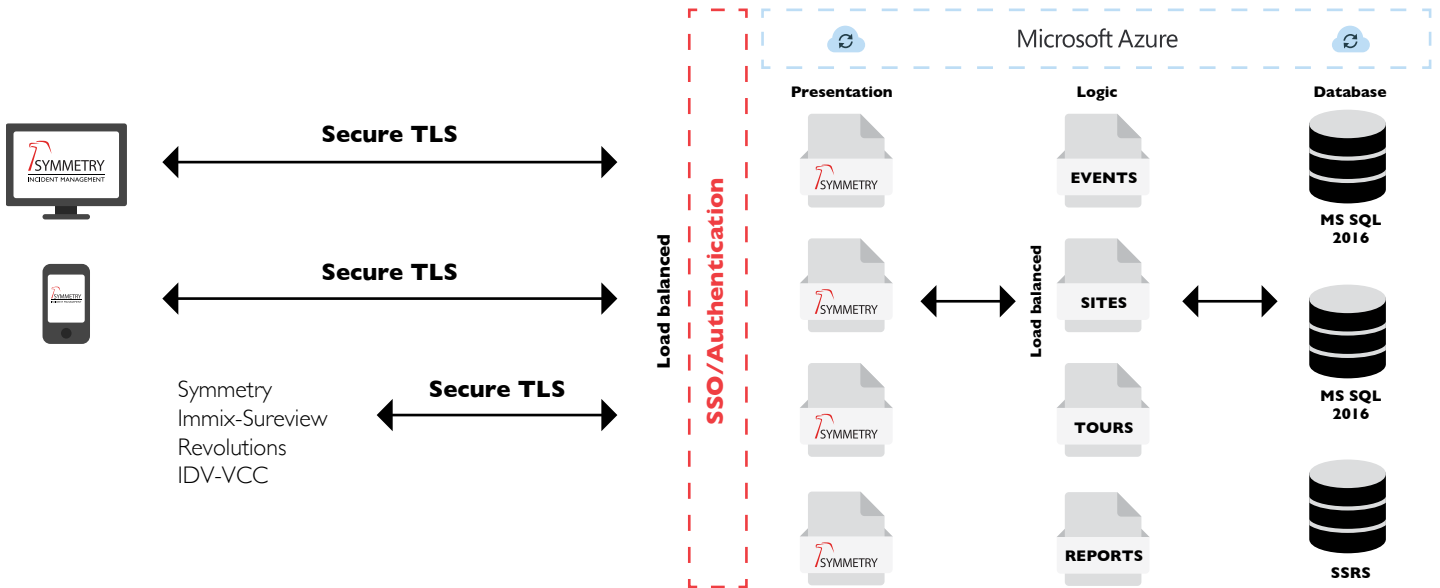 Microsoft Azure
Presentation
Logic
Database
SYMMETRY
INCIDENT MANAGEMENT
Secure TLS
SYMMETRY
EVENTS
MS SQL
2016
SYMMETRY
INCIDENT MANAGEMENT
Secure TLS
Load balanced
SSO/Authentication
SYMMETRY
Load balanced
SITES
MS SQL
2016
Symmetry
Immix-Sureview
Revolutions
IDV-VCC
Secure TLS
SYMMETRY
TOURS
SYMMETRY
REPORTS
SSRS